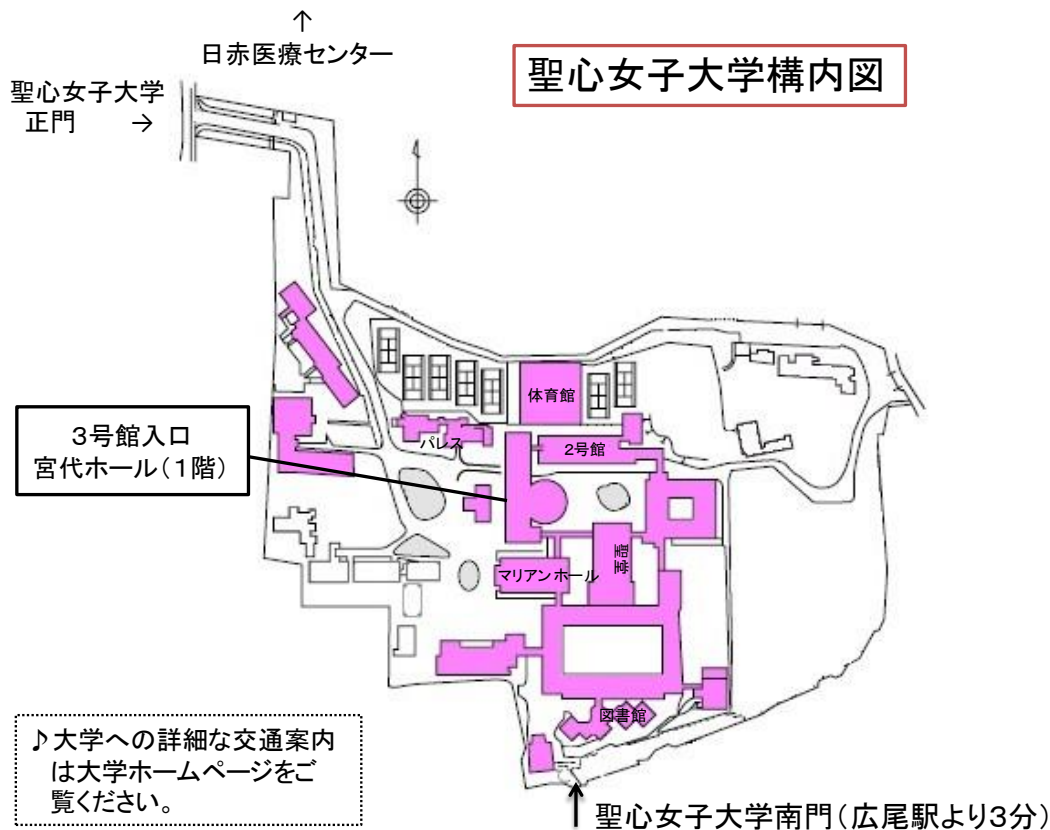 ↑
日赤医療センター
聖心女子大学構内図
聖心女子大学
正門 →
体育館
パレス
2号館
3号館入口
宮代ホール(1階)
聖堂
マリアンホール
図書館
♪大学への詳細な交通案内
は大学ホームページをご
覧ください。
↑ 聖心女子大学南門(広尾駅より3分)